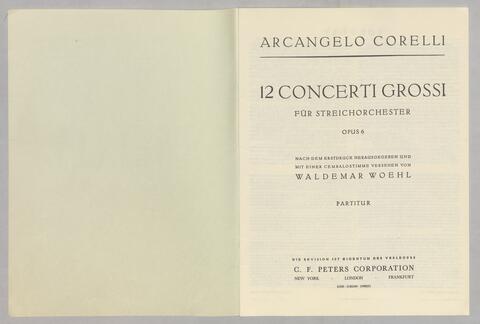 ARCANGELO CORELLI
12 CONCERTI GROSSI
FÜR STREICHORCHESTER
OPUS 6
NACH DEM ERSTDRUCK HERAUSGEGEBEN UND
MIT EINER CEMBALOSTIMME VERSEHEN VON
WALDEMAR WOEHL
PARTITUR
DIE REVISION IST EIGENTUM DES VERLEGERS
C. F. PETERS CORPORATION
NEW YORK · LONDON · FRANKFURT